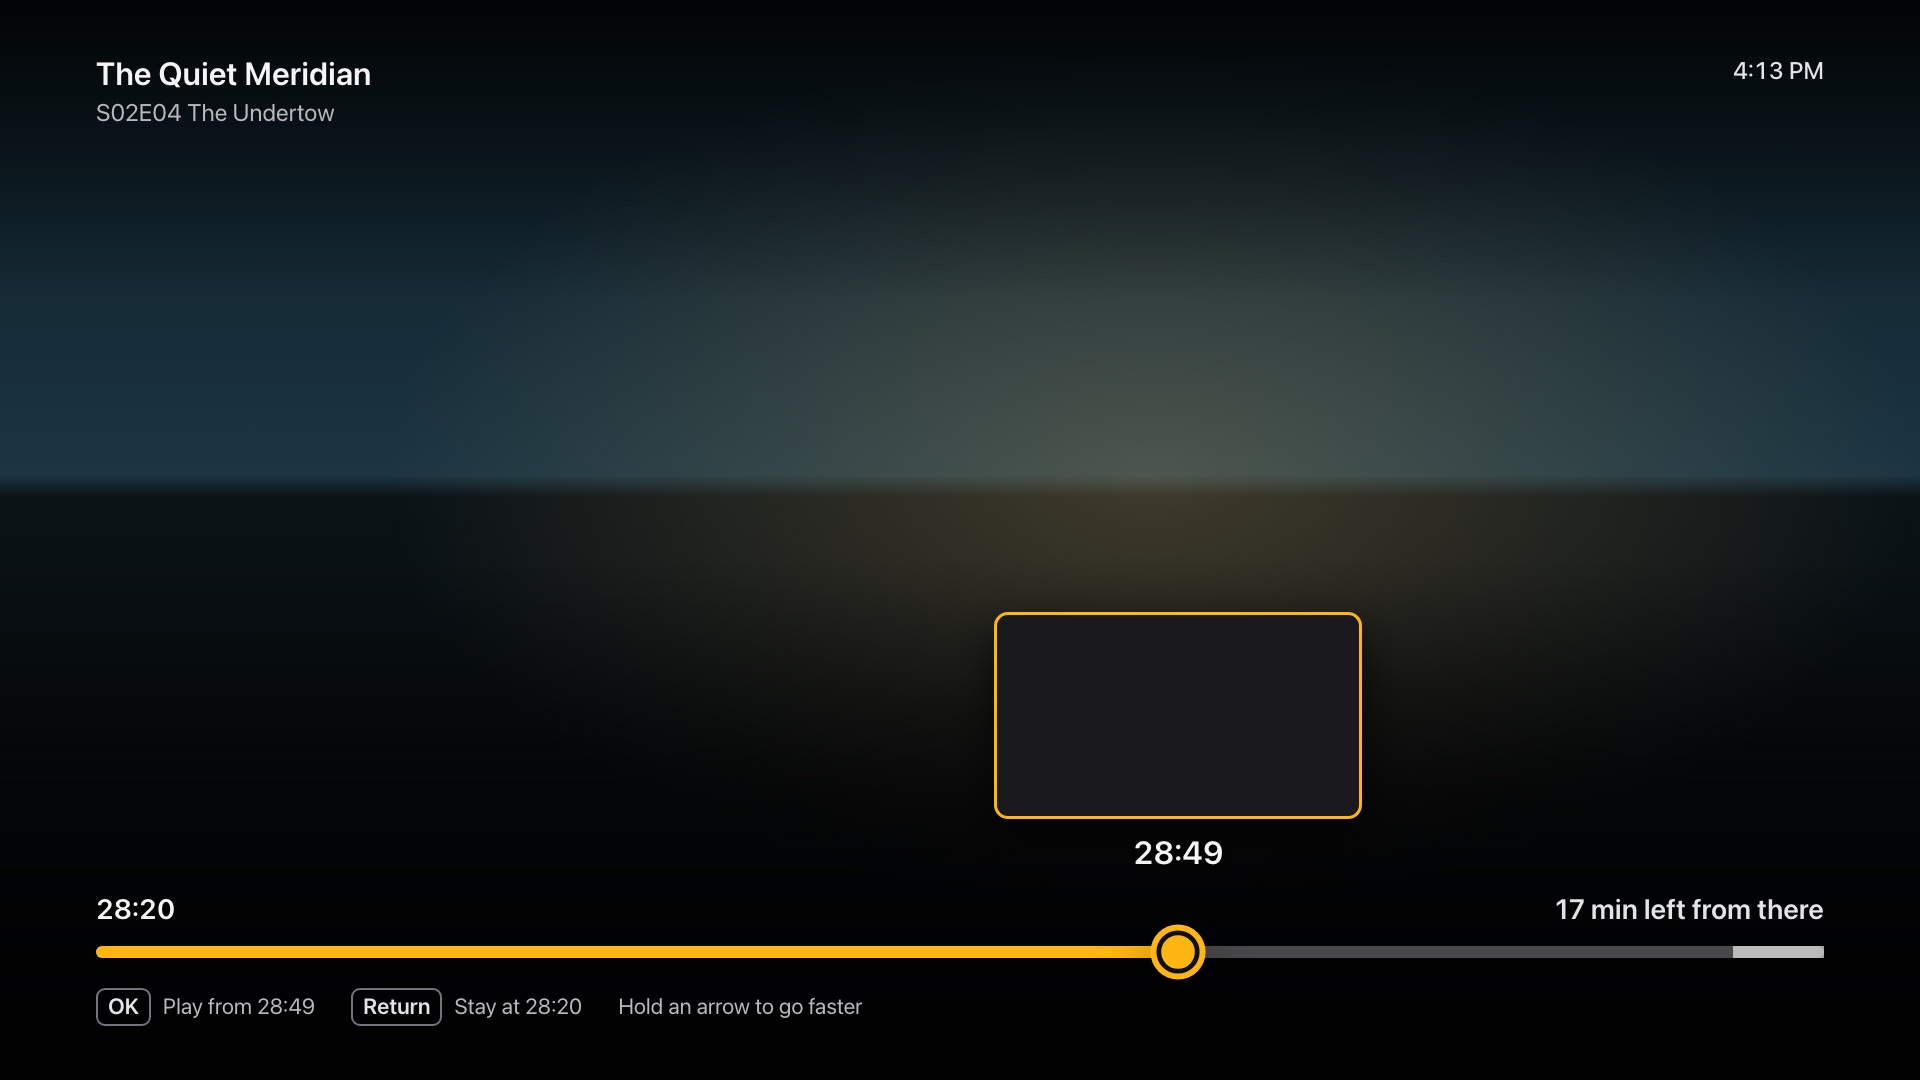 The Quiet Meridian
4:13 PM
S02E04 The Undertow
28:49
28:20
17 min left from there
OK Play from 28:49 Return Stay at 28:20 Hold an arrow to go faster